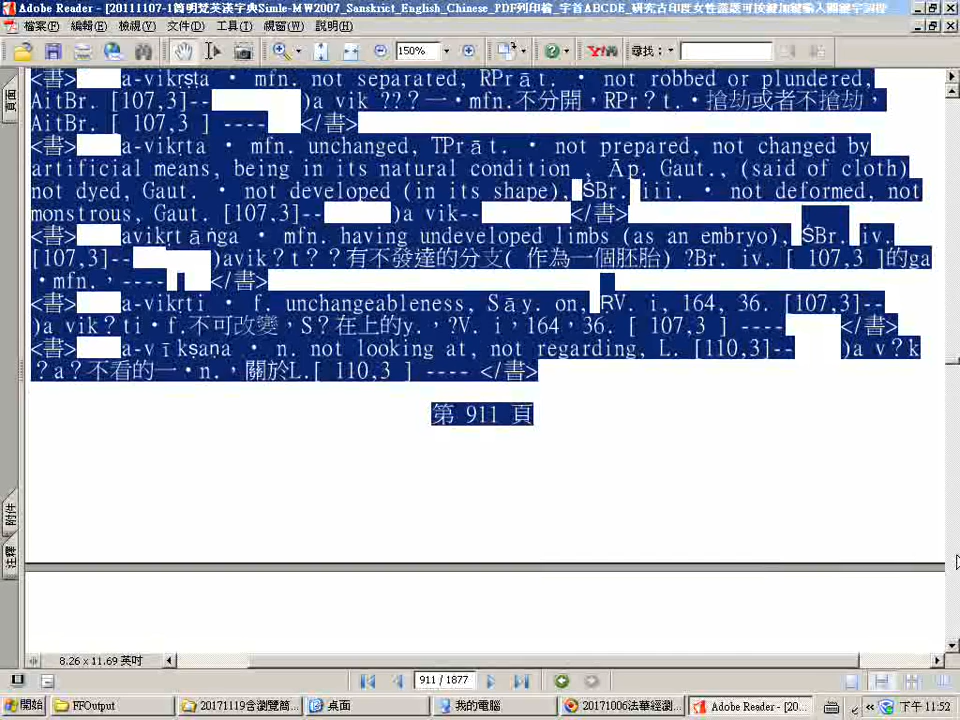 Adobe Reader - [20111107-1簡明梵英漢字典Simle-MW2007_Sanskrict_English_Chinese_PDF列印檔_字首ABCDE_研究古印度女性議題可按鍵加鍵輸入關鍵字詞搜
檔案(F) 編輯(E) 檢視(V) 文件(D) 工具(T) 視窗(W) 說明(H)
150% 尋找：
頁面
<書> a-vikṛṣṭa • mfn. not separated, RPrāt. • not robbed or plundered,
AitBr. [107,3]-- )a vik ???一•mfn.不分開，RPr？t.•搶劫或者不搶劫，
AitBr. [ 107,3 ] ---- </書>
<書> a-vikṛta • mfn. unchanged, TPrāt. • not prepared, not changed by
artificial means, being in its natural condition , Āp. Gaut., (said of cloth)
not dyed, Gaut. • not developed (in its shape), ŚBr. iii. • not deformed, not
monstrous, Gaut. [107,3]-- )a vik-- </書>
<書> avikṛt āṅga • mfn. having undeveloped limbs (as an embryo), ŚBr. iv.
[107,3]-- )avik？t？？有不發達的分支( 作為一個胚胎) ?Br. iv. [ 107,3 ]的ga
•mfn.，---- </書>
<書> a-vikṛti • f. unchangeableness, Sāy. on, ṚV. i, 164, 36. [107,3]--
)a vik？ti•f.不可改變，S？在上的y.，?V. i，164，36. [ 107,3 ] ---- </書>
<書> a-vīkṣaṇa • n. not looking at, not regarding, L. [110,3]-- )a v？k
？a？不看的一•n.，關於L.[ 110,3 ] ---- </書>
第 911 頁
附件
注釋
8.26 x 11.69 英吋
911 / 1877
開始 FFOutput 20171119含瀏覽簡... 桌面 我的電腦 20171006法華經瀏... Adobe Reader - [20... 下午 11:52